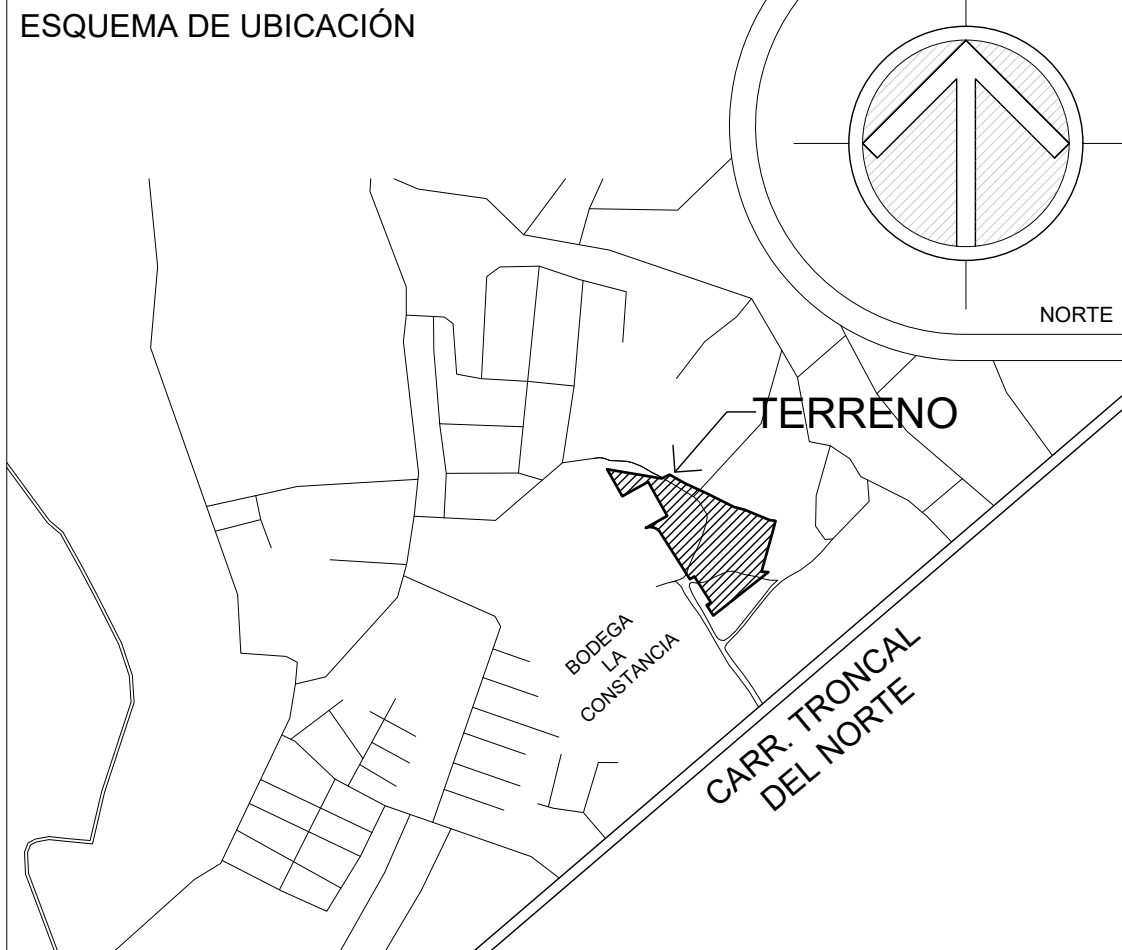 ESQUEMA DE UBICACIÓN
NORTE
TERRENO
BODEGA
LA
CONSTANCIA
CARR. TRONCAL
DEL NORTE